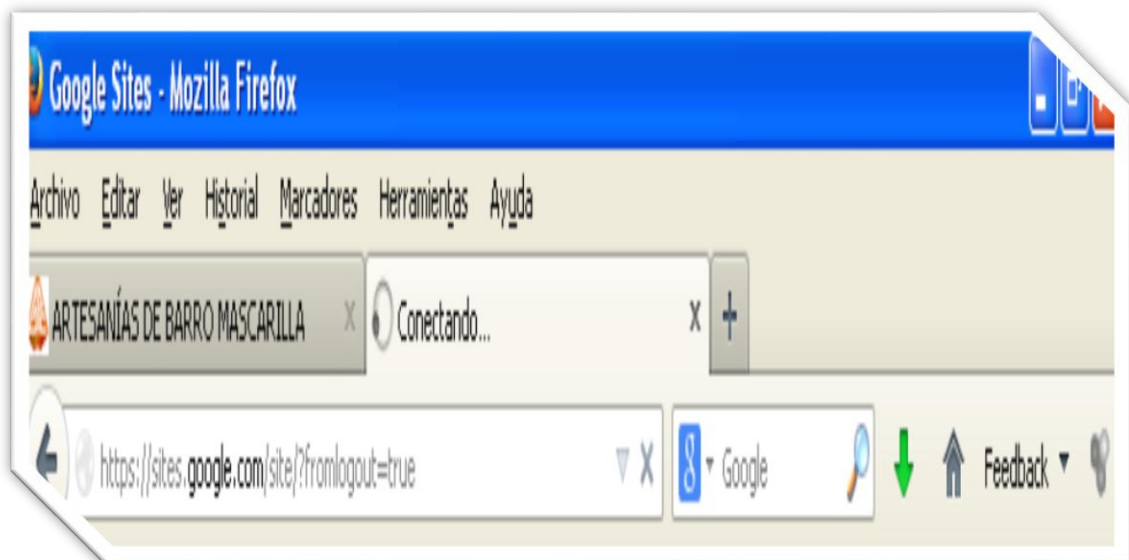 Google Sites - Mozilla Firefox
Archivo Editar Ver Historial Marcadores Herramientas Ayuda
ARTESANÍAS DE BARRO MASCARILLA x Conectando... x +
https://sites.google.com/site/?fromlogout=true 8 Google Feedback